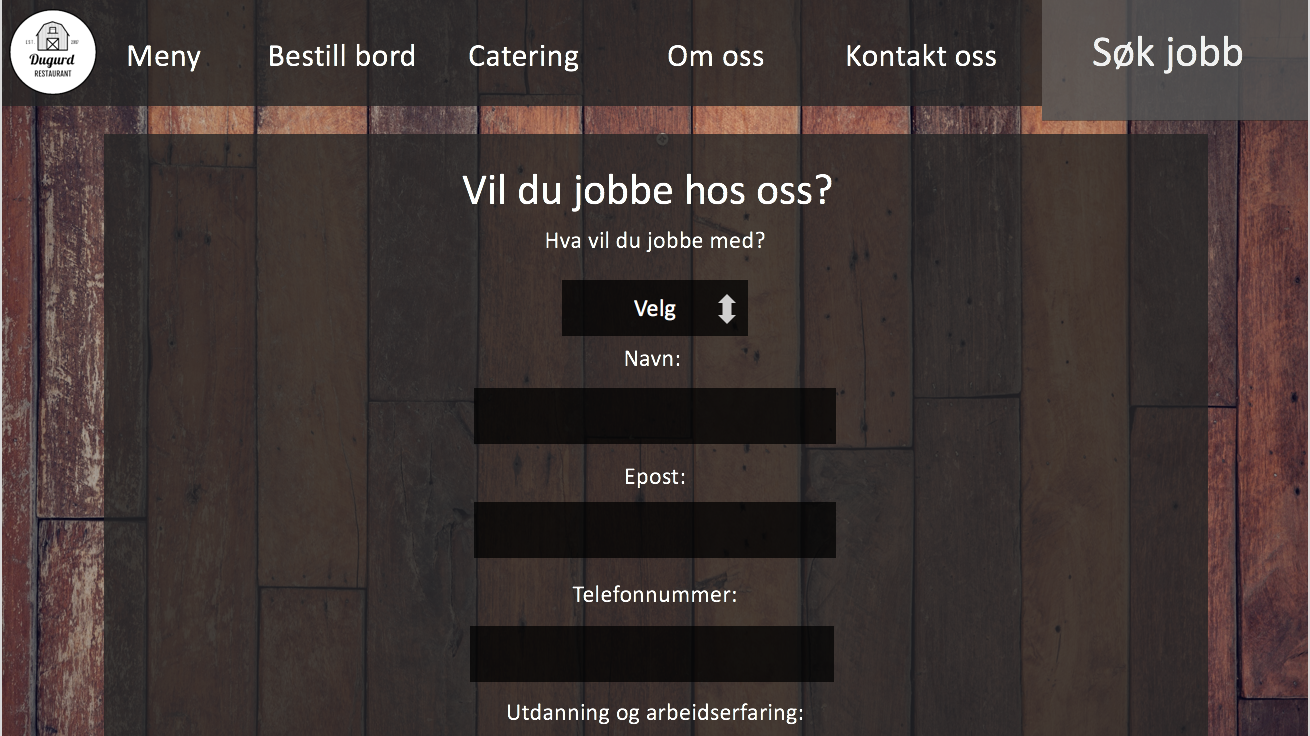 EST. 2007
Dugurd
RESTAURANT
Meny
Bestill bord
Catering
Om oss
Kontakt oss
Søk jobb
Vil du jobbe hos oss?
Hva vil du jobbe med?
Velg
Navn:
Epost:
Telefonnummer:
Utdanning og arbeidserfaring: